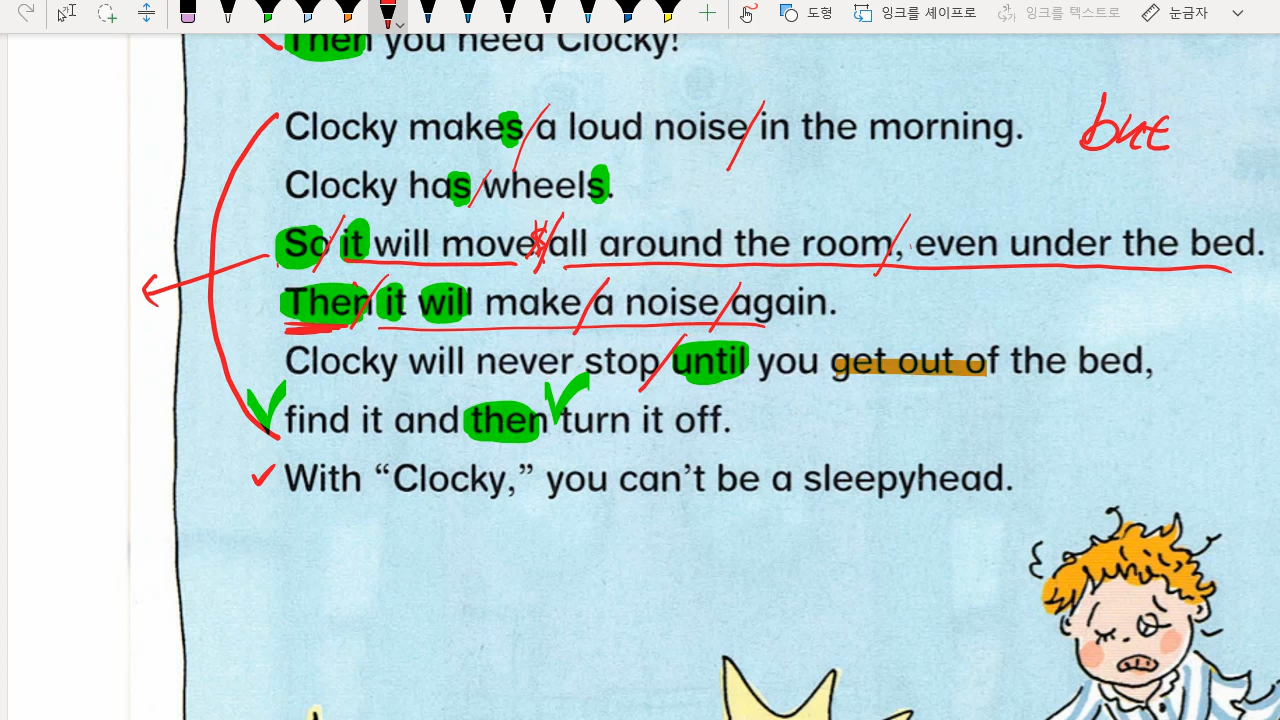 도형 잉크를 셰이프로 잉크를 텍스트로 눈금자
Then you need Clocky!
Clocky makes a loud noise in the morning. but
Clocky has wheels.
So it will move all around the room, even under the bed.
Then it will make a noise again.
Clocky will never stop until you get out of the bed,
find it and then turn it off.
With “Clocky,” you can’t be a sleepyhead.